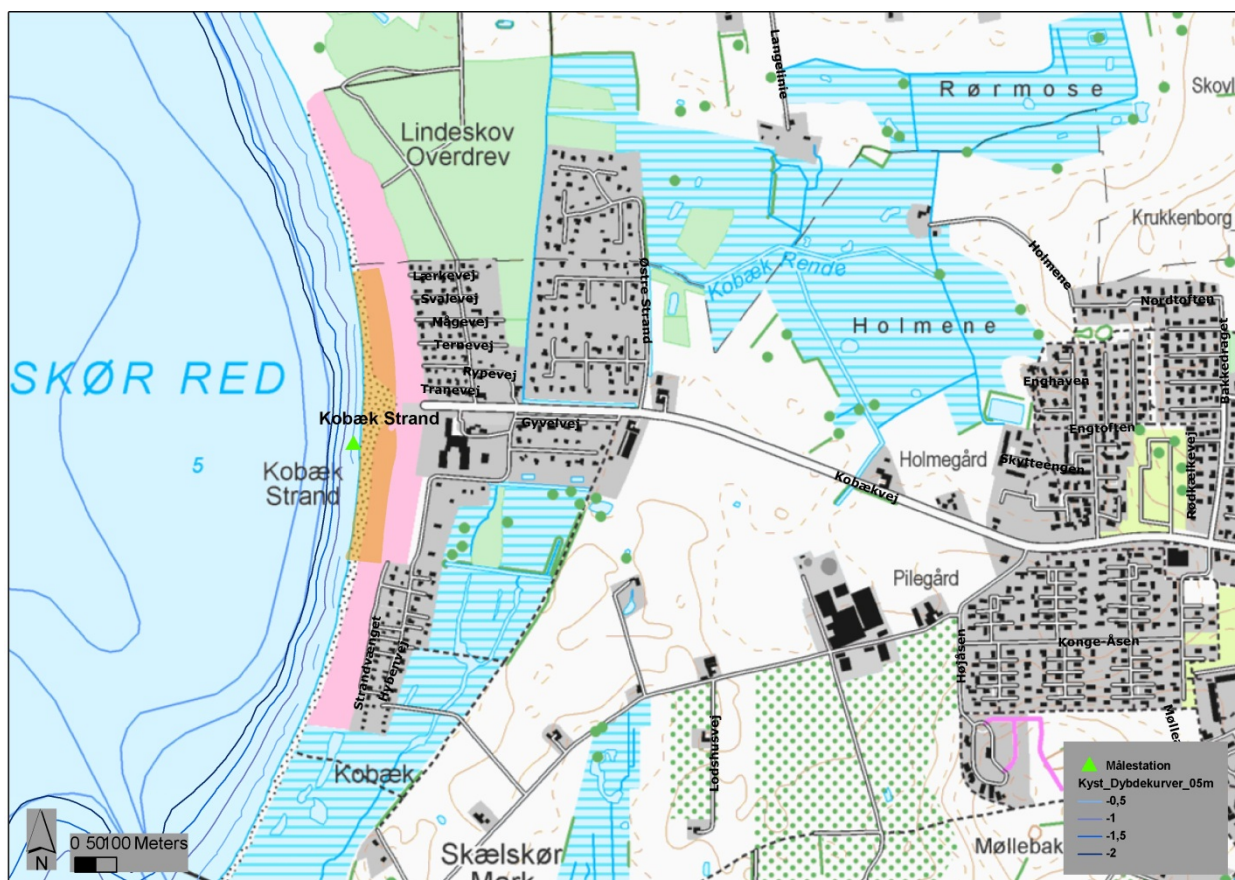 Langelinie
Rørmose
Skovl
Lindeskov
Overdrev
Krukkenborg
Kobæk Rende
Holmene
Østre Strand
Holmene
Nordtoften
Bakkedraget
Lærkevej
Svalevej
Mågevej
Ternevej
Rypevej
Tranevej
Enghaven
Engtoften
SKØR RED
Kobæk Strand
Gyvelvej
Skytteengen
Rødkælkevej
5
Kobæk
Strand
Holmegård
Kobækvej
Pilegård
Konge-Åsen
Højåsen
Strandvænget
Hybenvej
Lodshusvej
Kobæk
Skælskør
Mark
Møllebak
Målestation
Kyst_Dybdekurver_05m
-0,5
-1
-1,5
-2
N
0 50100 Meters